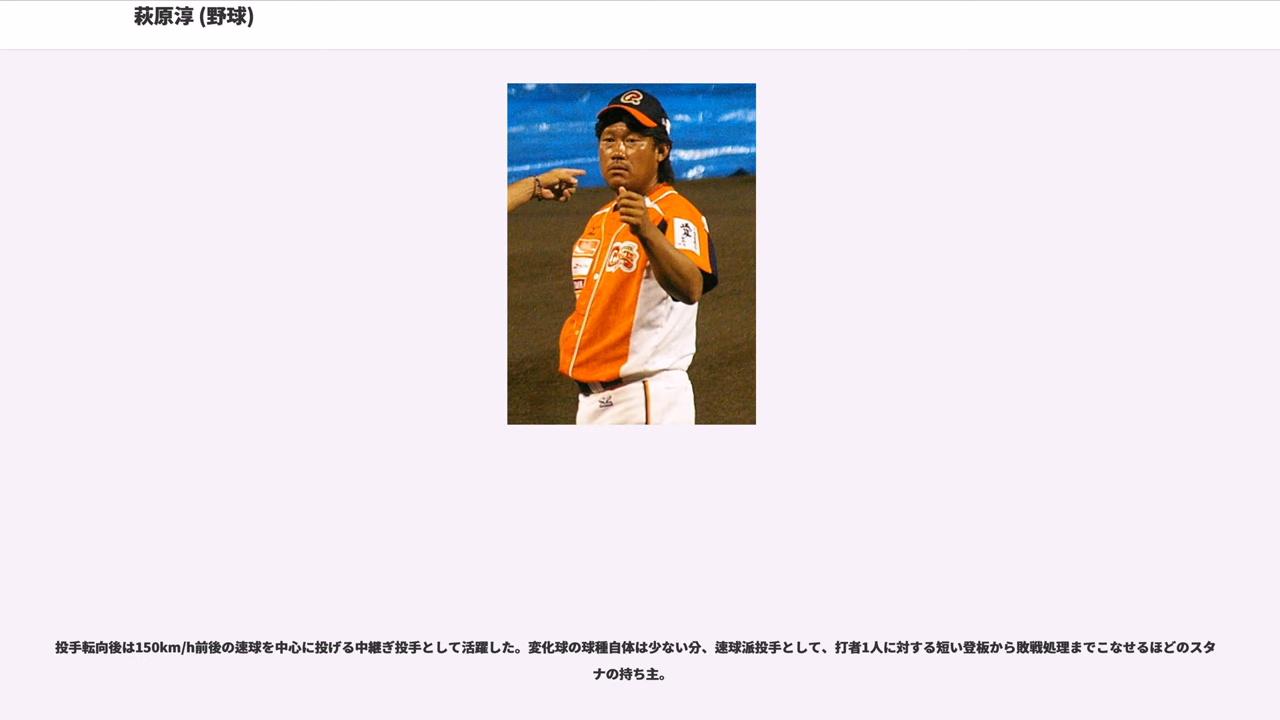 萩原淳 (野球)
投手転向後は150km/h前後の速球を中心に投げる中継ぎ投手として活躍した。変化球の球種自体は少ない分、速球派投手として、打者1人に対する短い登板から敗戦処理までこなせるほどのスタ
ナの持ち主。